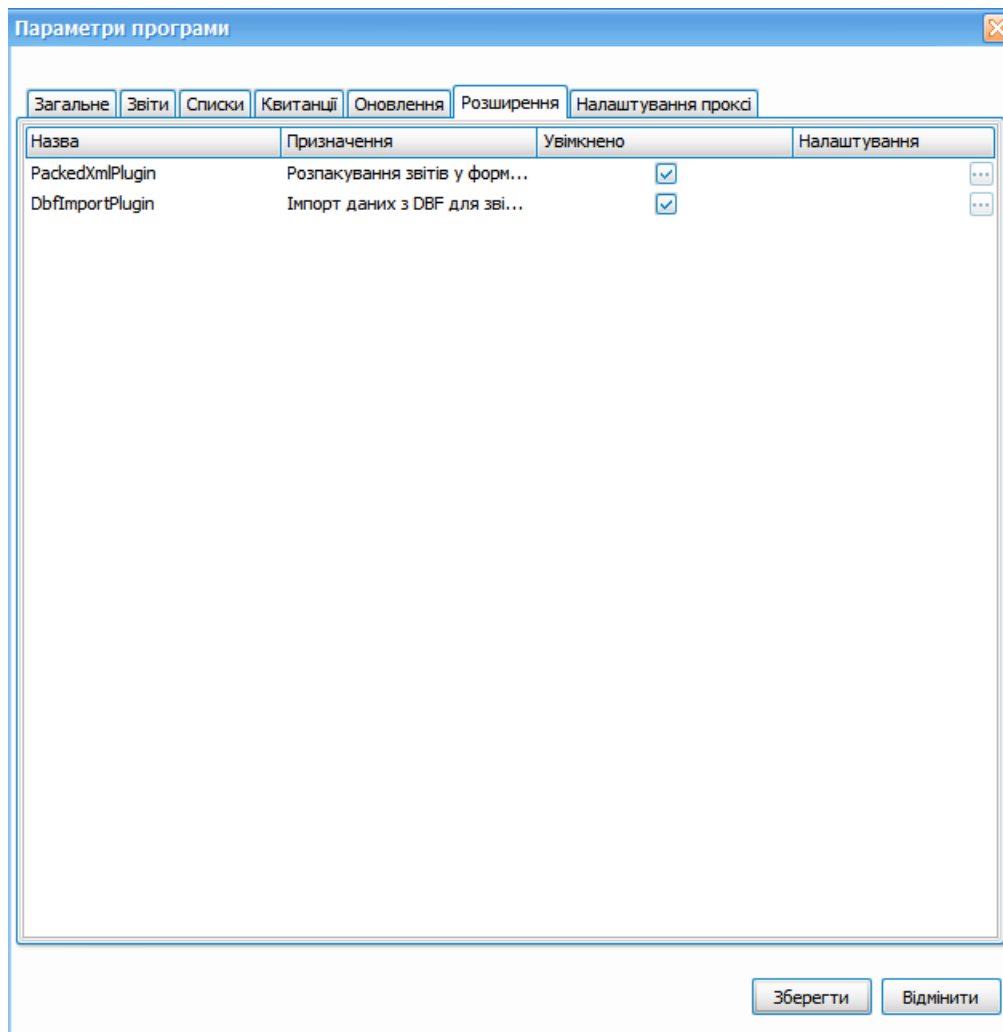 Параметри програми
Загальне Звіти Списки Квитанції Оновлення Розширення Налаштування проксі
Назва Призначення Увімкнено Налаштування
PackedXmlPlugin Розпакування звітів у форм...
DbfImportPlugin Імпорт даних з DBF для зві...
Зберегти Відмінити